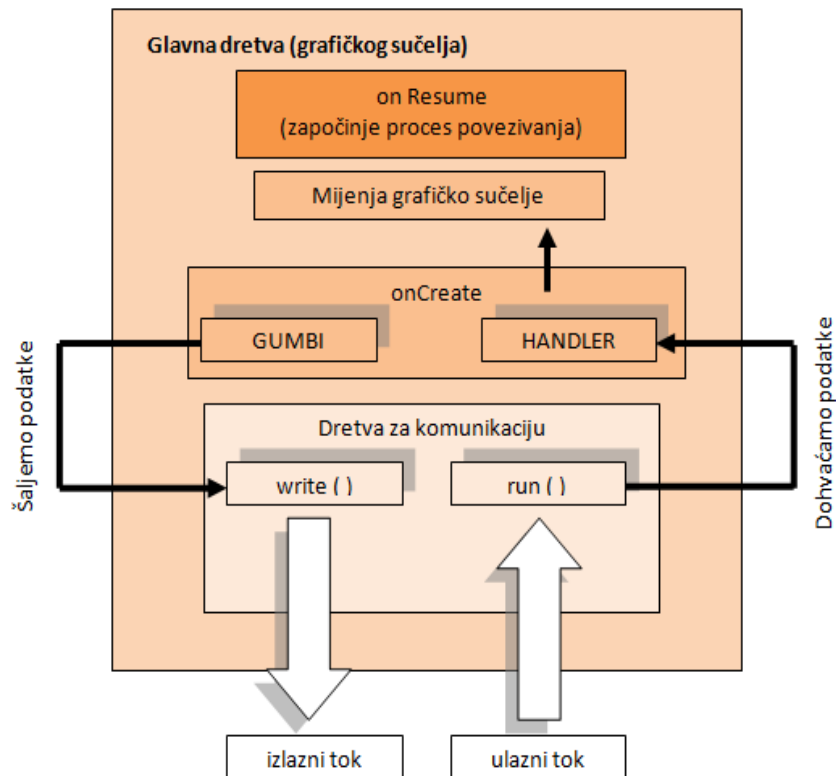 Glavna dretva (grafičkog sučelja)
on Resume
(započinje proces povezivanja)
Mijenja grafičko sučelje
onCreate
GUMBI
HANDLER
Šaljemo podatke
Dohvaćamo podatke
Dretva za komunikaciju
write ( )
run ( )
izlazni tok
ulazni tok